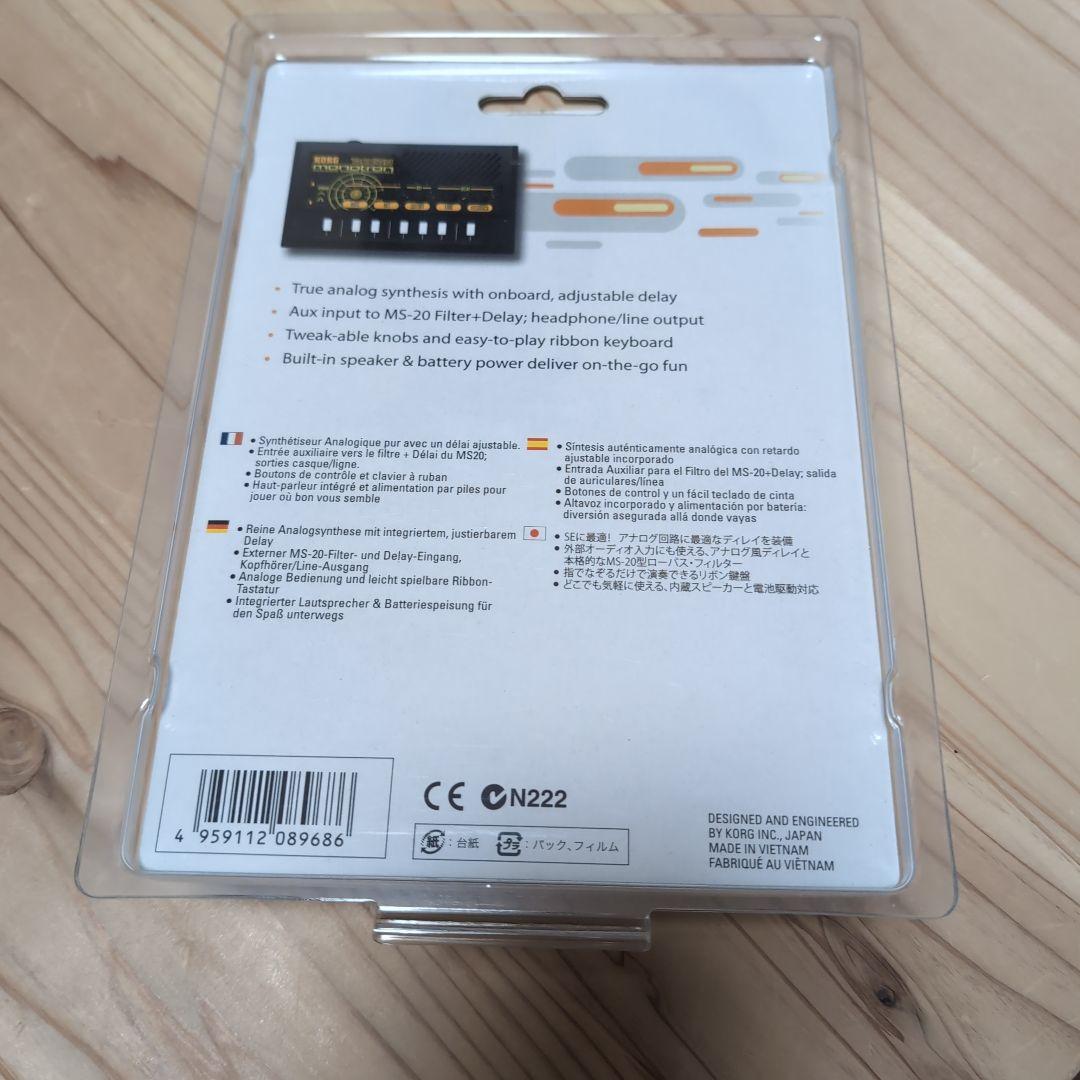 KORG
monotron
• True analog synthesis with onboard, adjustable delay
• Aux input to MS-20 Filter+Delay; headphone/line output
• Tweak-able knobs and easy-to-play ribbon keyboard
• Built-in speaker & battery power deliver on-the-go fun
• Synthétiseur Analogique pur avec un délai ajustable.
• Entrée auxiliaire vers le filtre + Délai du MS20;
sorties casque/ligne.
• Boutons de contrôle et clavier à ruban
• Haut-parleur intégré et alimentation par piles pour
jouer où bon vous semble
• Síntesis auténticamente analógica con retardo
ajustable incorporado
• Entrada Auxiliar para el Filtro del MS-20+Delay; salida
de auriculares/línea
• Botones de control y un fácil teclado de cinta
• Altavoz incorporado y alimentación por batería:
diversión asegurada allá donde vayas
• Reine Analogsynthese mit integriertem, justierbarem
Delay
• Externer MS-20-Filter- und Delay-Eingang,
Kopfhörer/Line-Ausgang
• Analoge Bedienung und leicht spielbare Ribbon-
Tastatur
• Integrierter Lautsprecher & Batteriespeisung für
den Spaß unterwegs
• SEに最適! アナログ回路に最適なディレイを装備
• 外部オーディオ入力にも使える、アナログ風ディレイと
本格的なMS-20型ローパス・フィルター
• 指でなぞるだけで演奏できるリボン鍵盤
• どこでも気軽に使える、内蔵スピーカーと電池駆動対応
4 959112 089686
CE N222
紙:台紙 プラ:パック、フィルム
DESIGNED AND ENGINEERED
BY KORG INC., JAPAN
MADE IN VIETNAM
FABRIQUÉ AU VIÊTNAM